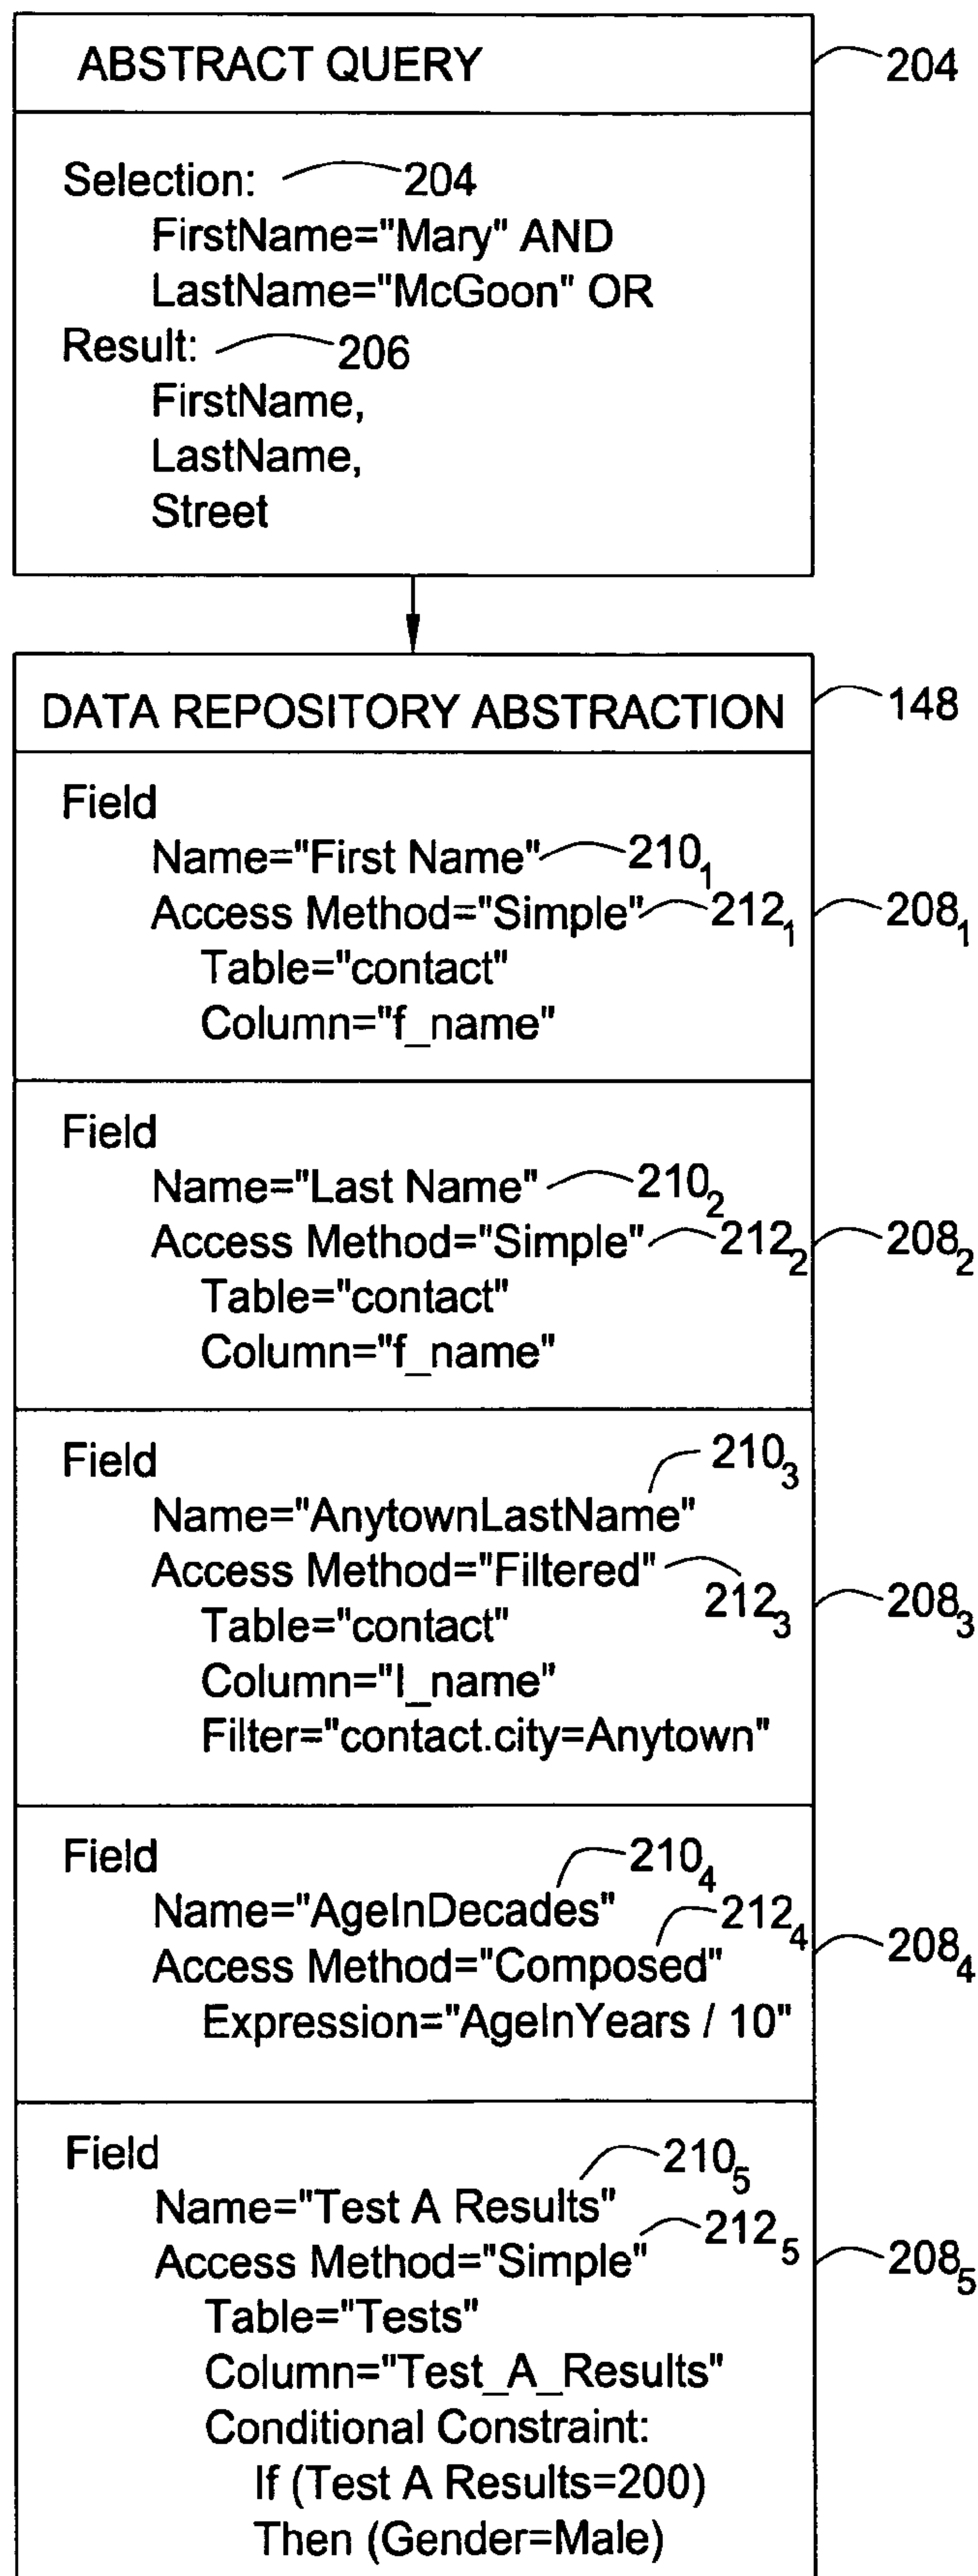 ABSTRACT QUERY 204
Selection: 204
FirstName="Mary" AND
LastName="McGoon" OR
Result: 206
FirstName,
LastName,
Street
DATA REPOSITORY ABSTRACTION 148
Field
Name="First Name" 210₁
Access Method="Simple" 212₁ 208₁
Table="contact"
Column="f_name"
Field
Name="Last Name" 210₂
Access Method="Simple" 212₂ 208₂
Table="contact"
Column="f_name"
Field 210₃
Name="AnytownLastName"
Access Method="Filtered"
Table="contact" 212₃ 208₃
Column="l_name"
Filter="contact.city=Anytown"
Field 210₄
Name="AgeInDecades" 212₄
Access Method="Composed" 208₄
Expression="AgeInYears / 10"
Field 210₅
Name="Test A Results" 212₅
Access Method="Simple" 208₅
Table="Tests"
Column="Test_A_Results"
Conditional Constraint:
If (Test A Results=200)
Then (Gender=Male)